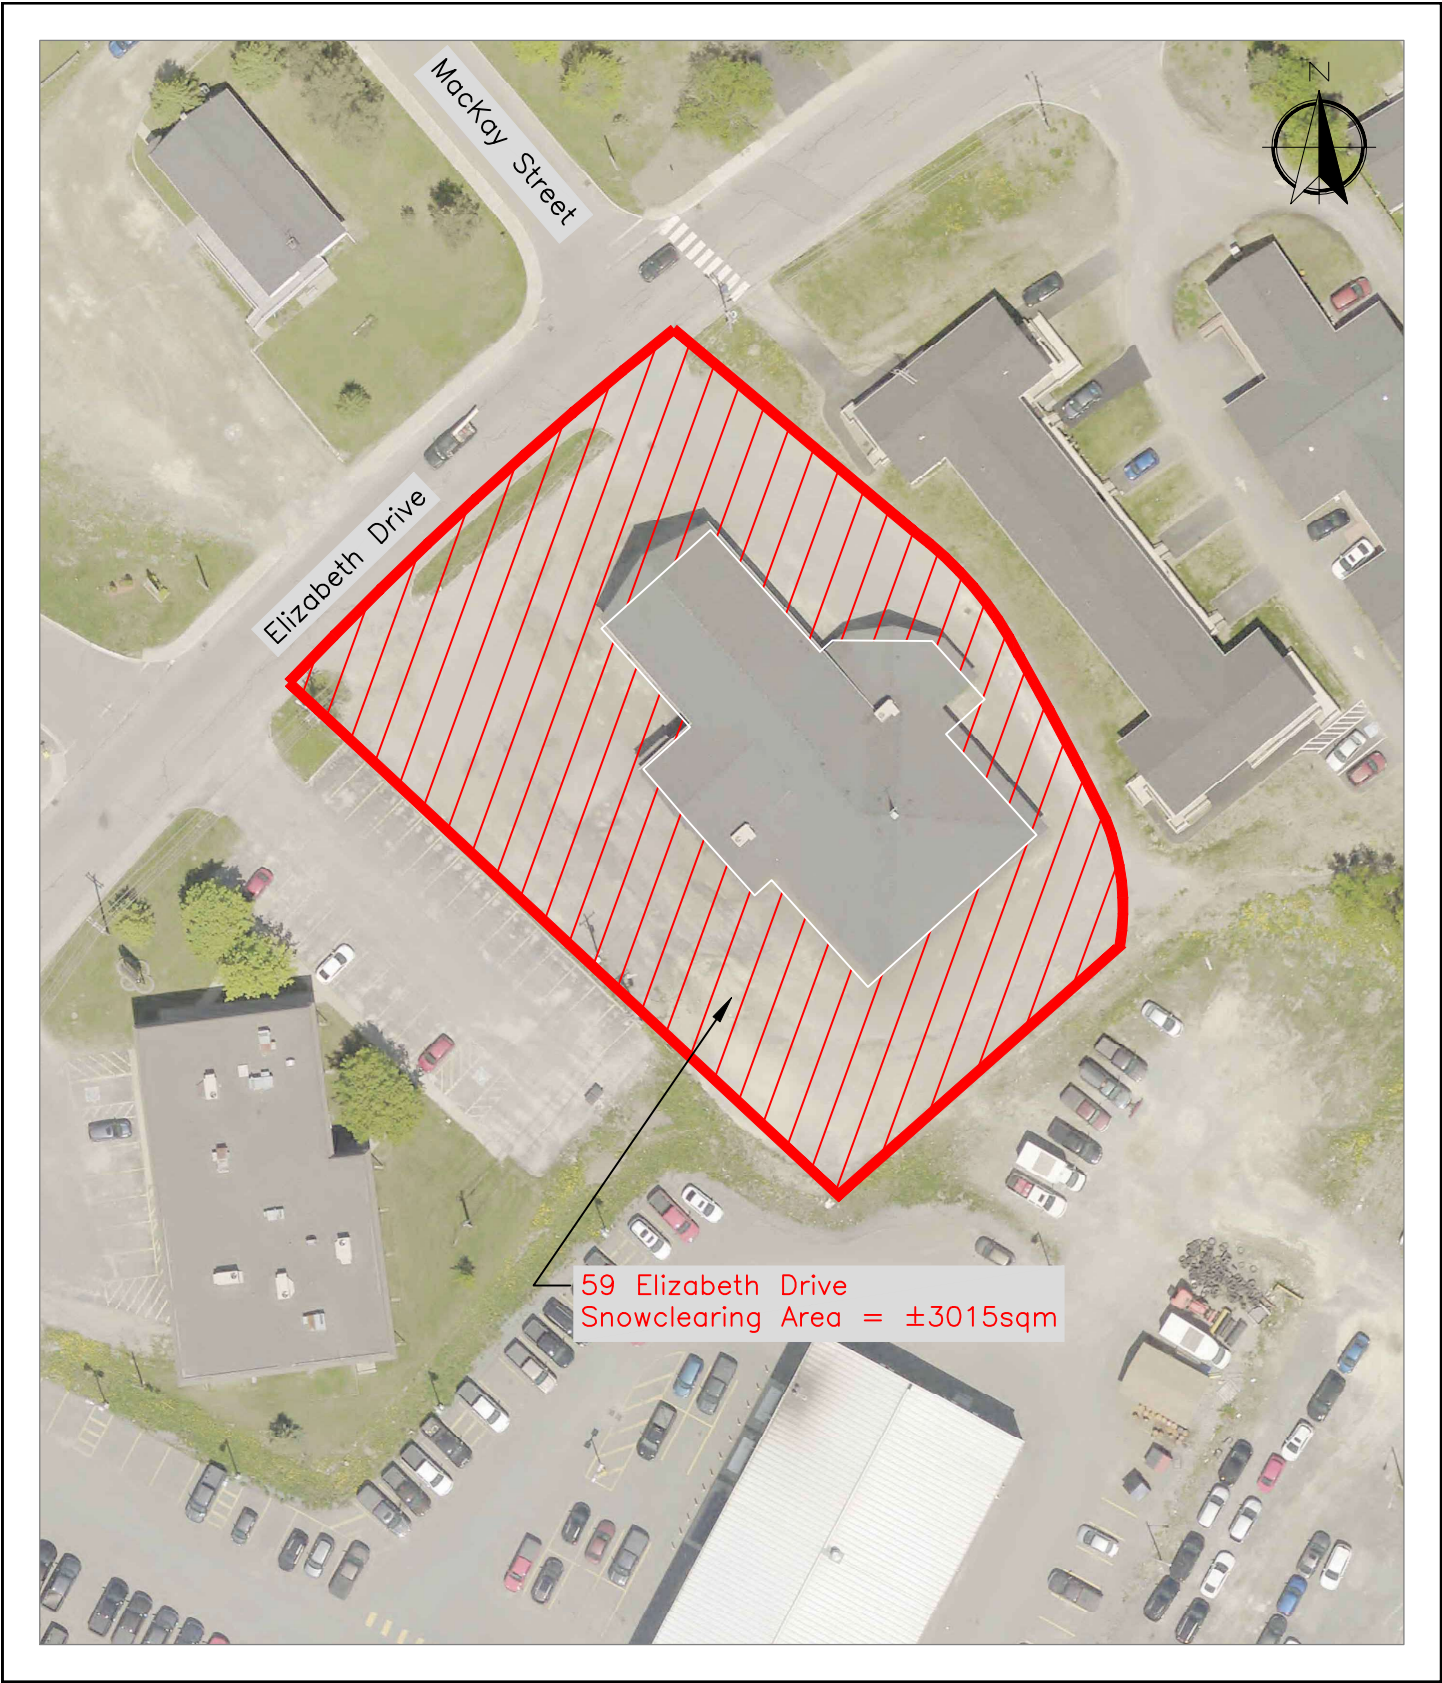 MacKay Street
N
Elizabeth Drive
59 Elizabeth Drive
Snowclearing Area = ±3015sqm